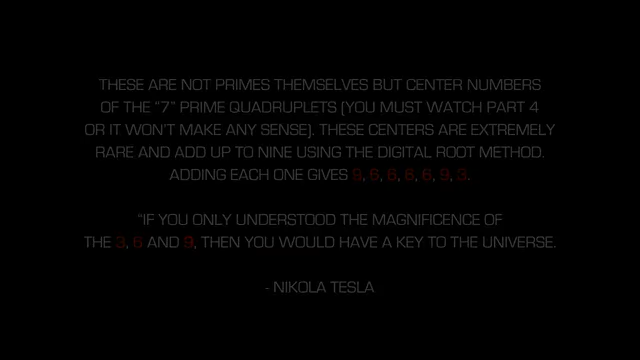 THESE ARE NOT PRIMES THEMSELVES BUT CENTER NUMBERS
OF THE “7” PRIME QUADRUPLETS (YOU MUST WATCH PART 4
OR IT WON’T MAKE ANY SENSE). THESE CENTERS ARE EXTREMELY
RARE AND ADD UP TO NINE USING THE DIGITAL ROOT METHOD.
ADDING EACH ONE GIVES 9, 6, 6, 6, 6, 9, 3.
“IF YOU ONLY UNDERSTOOD THE MAGNIFICENCE OF
THE 3, 6 AND 9, THEN YOU WOULD HAVE A KEY TO THE UNIVERSE.
- NIKOLA TESLA